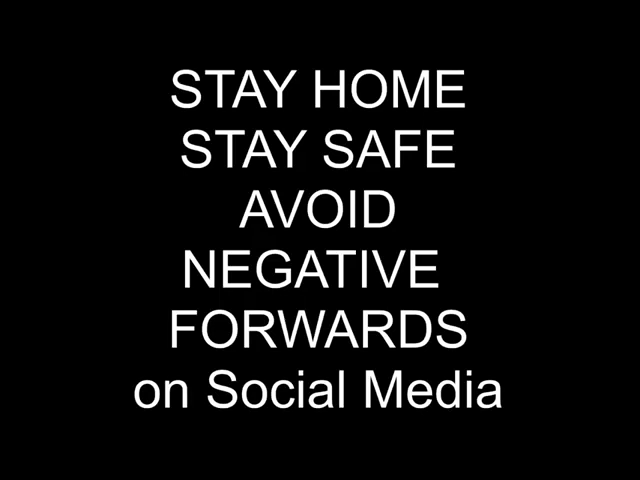 STAY HOME
STAY SAFE
AVOID
NEGATIVE
FORWARDS
on Social Media